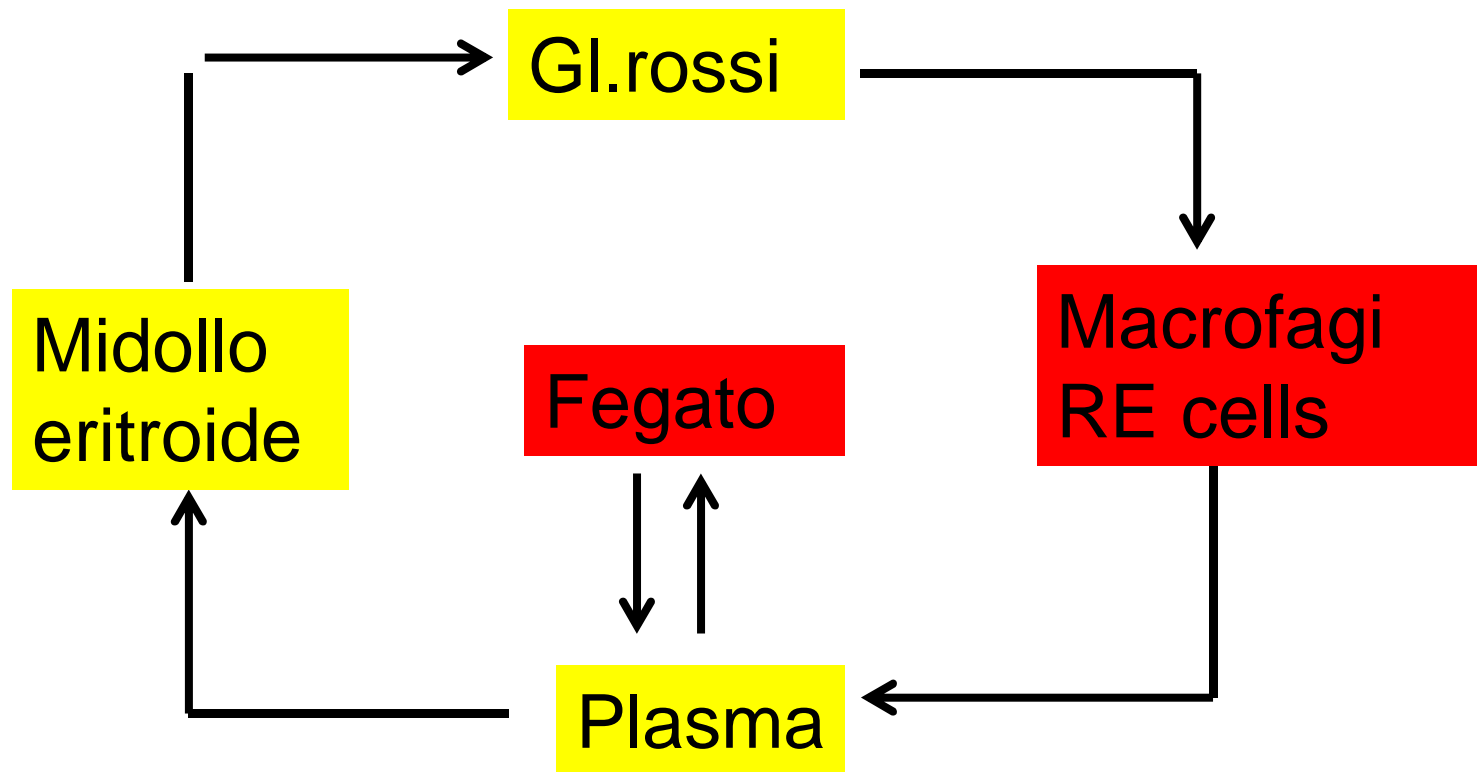 Gl.rossi
Midollo
eritroide
Fegato
Macrofagi
RE cells
Plasma